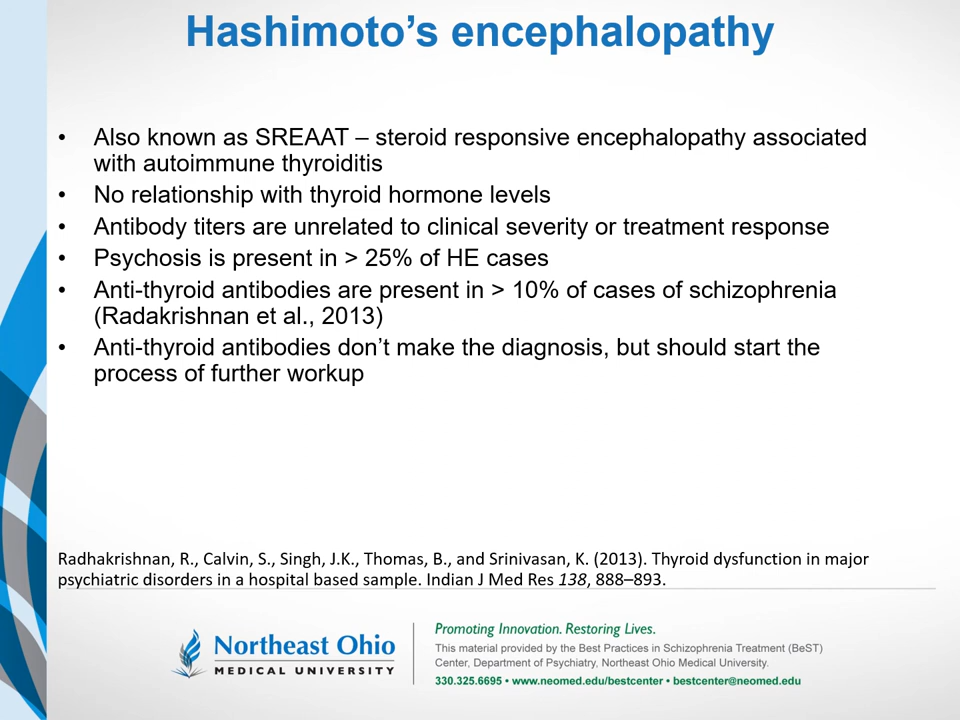 Hashimoto’s encephalopathy
• Also known as SREAAT – steroid responsive encephalopathy associated
with autoimmune thyroiditis
• No relationship with thyroid hormone levels
• Antibody titers are unrelated to clinical severity or treatment response
• Psychosis is present in > 25% of HE cases
• Anti-thyroid antibodies are present in > 10% of cases of schizophrenia
(Radakrishnan et al., 2013)
• Anti-thyroid antibodies don’t make the diagnosis, but should start the
process of further workup
Radhakrishnan, R., Calvin, S., Singh, J.K., Thomas, B., and Srinivasan, K. (2013). Thyroid dysfunction in major
psychiatric disorders in a hospital based sample. Indian J Med Res 138, 888–893.
Northeast Ohio
MEDICAL UNIVERSITY
Promoting Innovation. Restoring Lives.
This material provided by the Best Practices in Schizophrenia Treatment (BeST)
Center, Department of Psychiatry, Northeast Ohio Medical University.
330.325.6695 • www.neomed.edu/bestcenter • bestcenter@neomed.edu